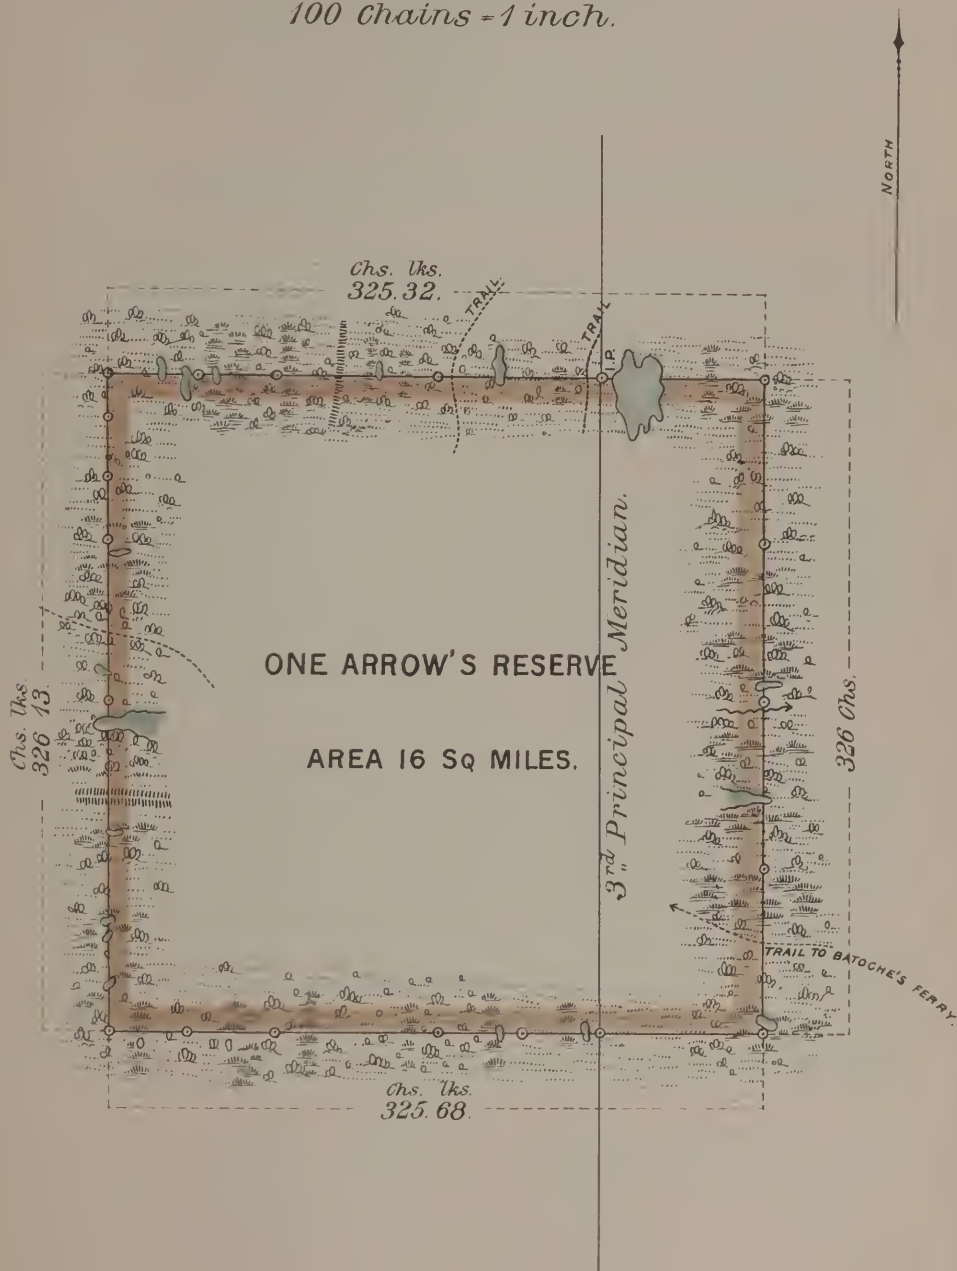 100 Chains = 1 inch.
NORTH
Chs. lks.
325.32.
TRAIL
TRAIL
I.P.
Chs. lks
326 13.
ONE ARROW'S RESERVE
AREA 16 SQ MILES.
3rd Principal Meridian.
326 Chs.
TRAIL TO BATOCHE'S FERRY.
Chs. lks.
325.68.